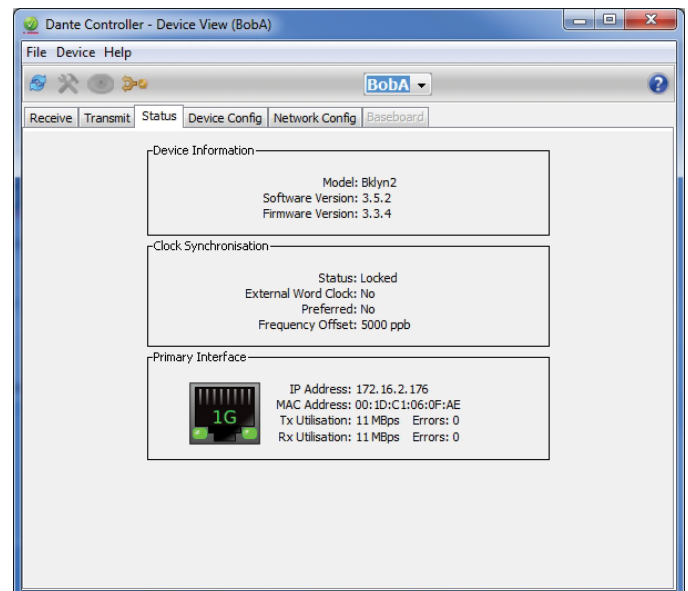 Dante Controller - Device View (BobA)
File Device Help
BobA
Receive Transmit Status Device Config Network Config Baseboard
Device Information
Model: Bklyn2
Software Version: 3.5.2
Firmware Version: 3.3.4
Clock Synchronisation
Status: Locked
External Word Clock: No
Preferred: No
Frequency Offset: 5000 ppb
Primary Interface
1G
IP Address: 172.16.2.176
MAC Address: 00:1D:C1:06:0F:AE
Tx Utilisation: 11 MBps Errors: 0
Rx Utilisation: 11 MBps Errors: 0